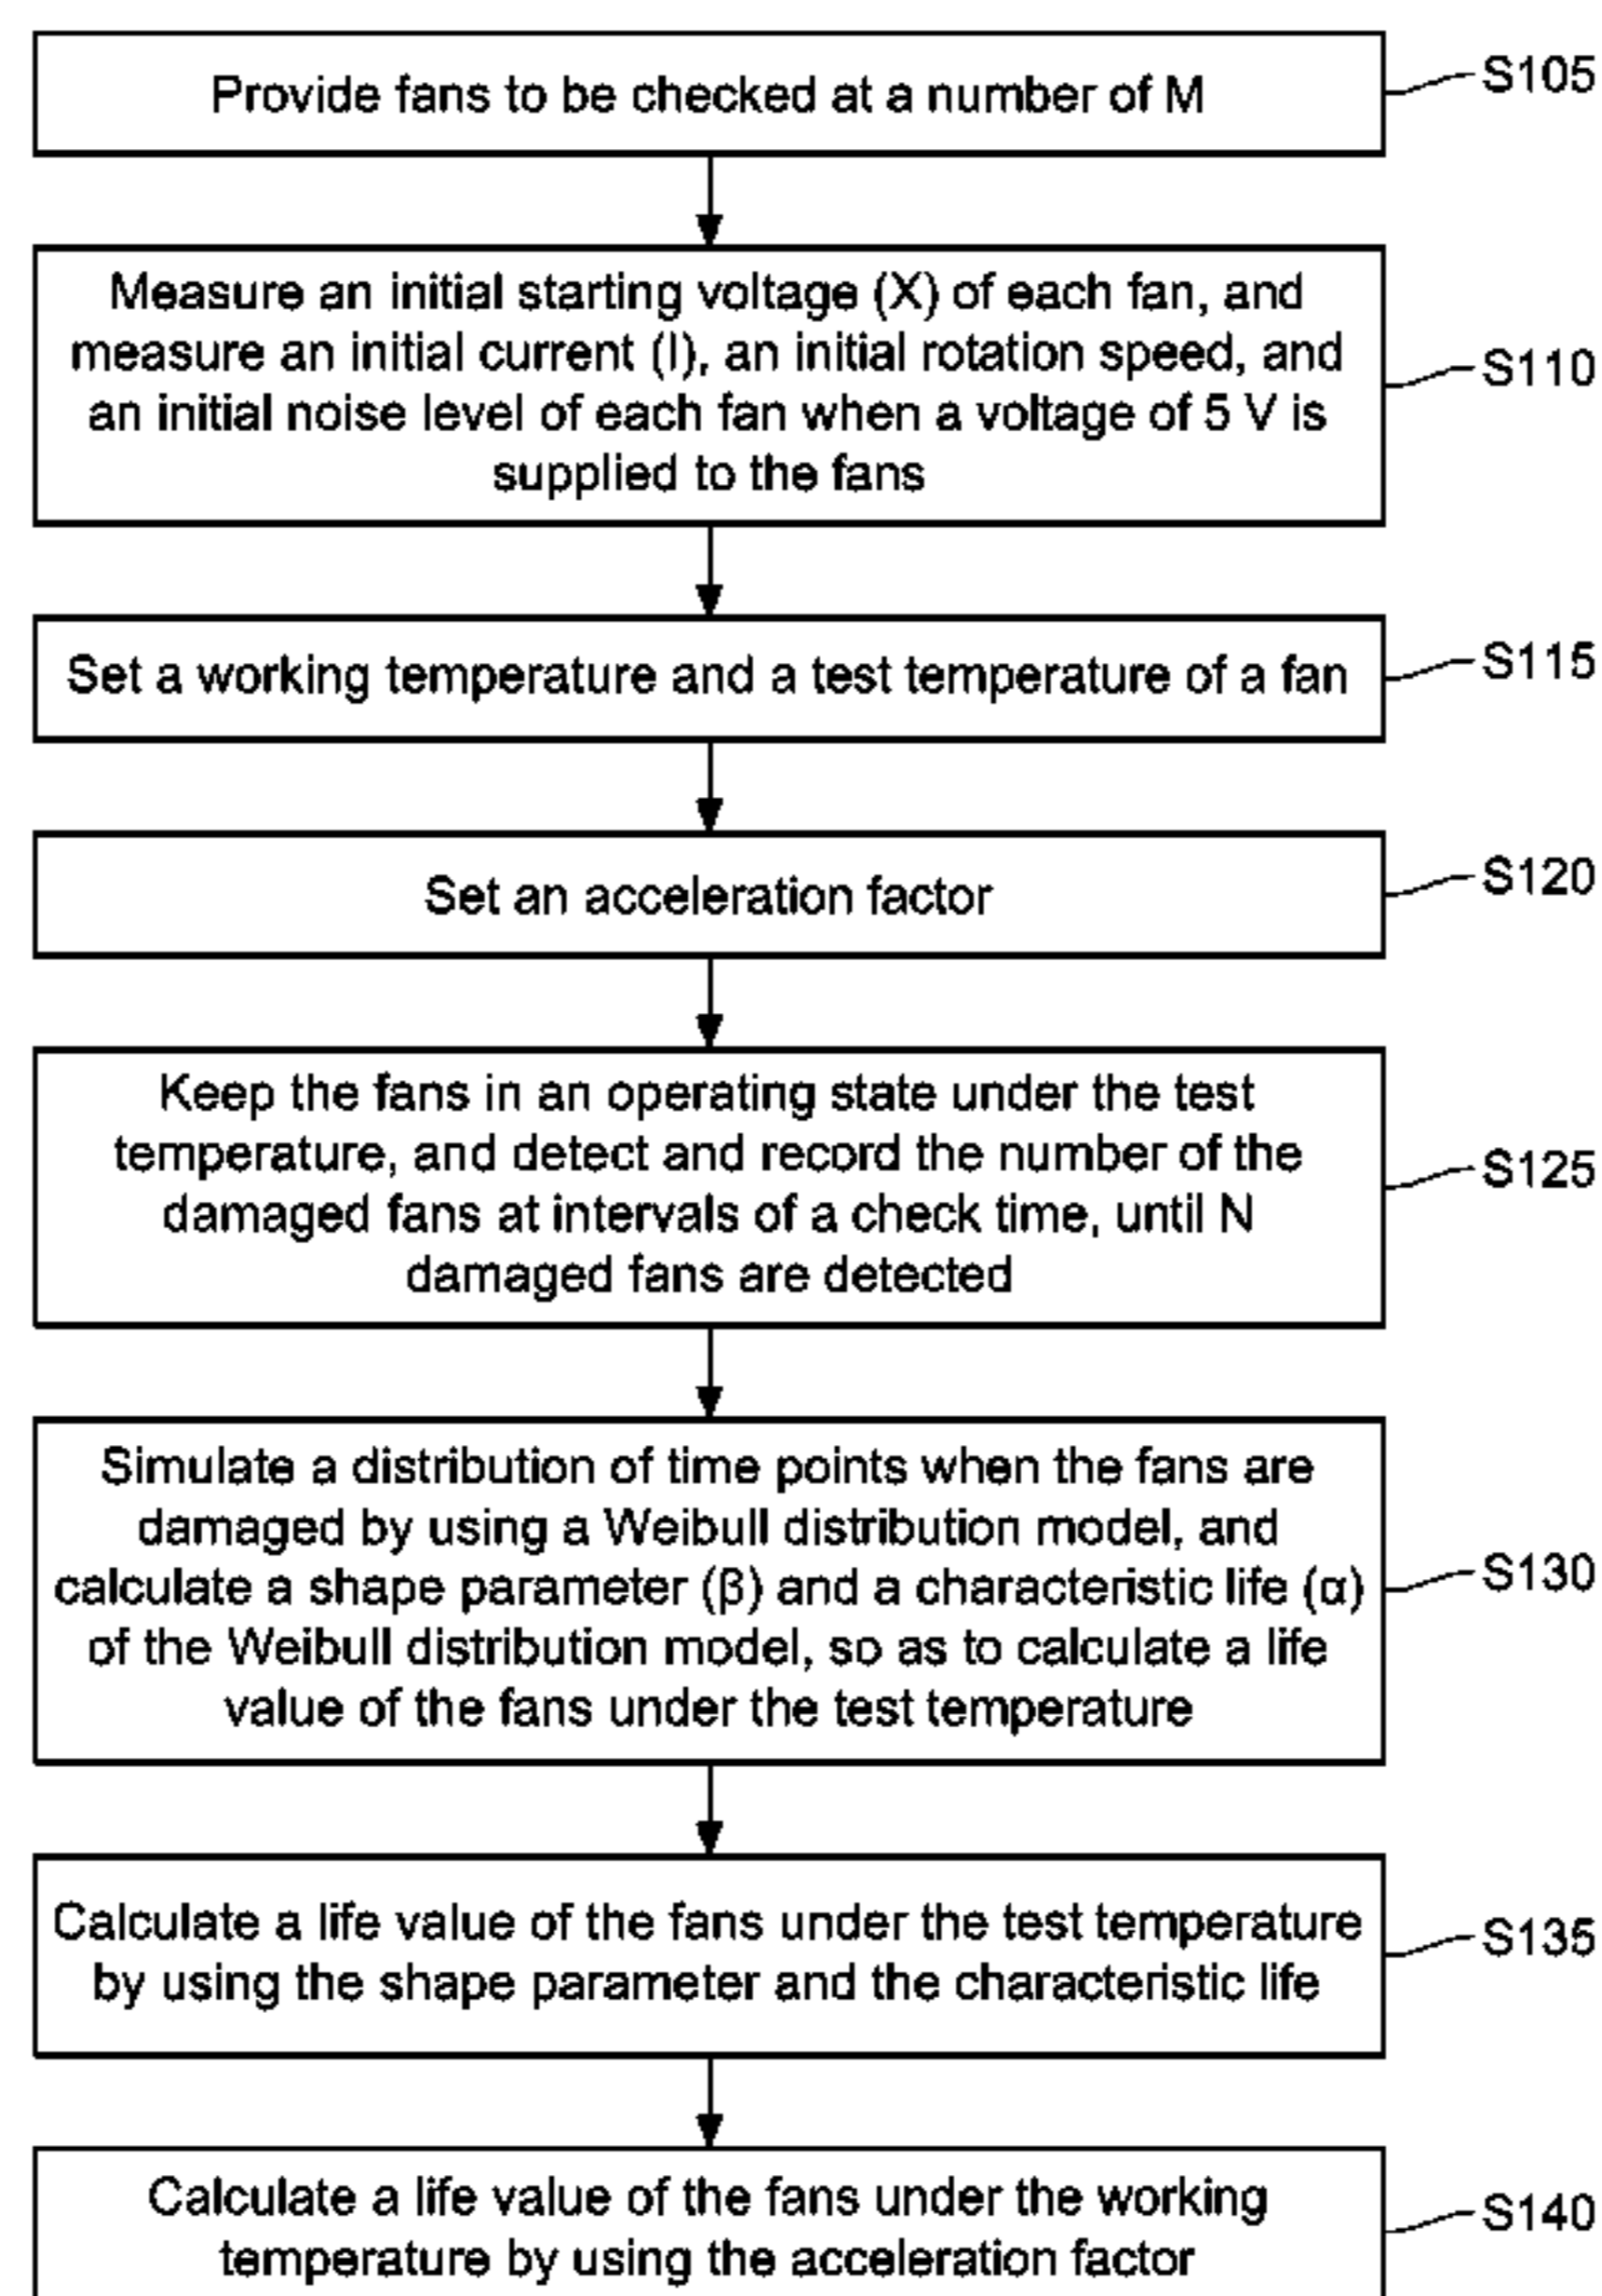 Provide fans to be checked at a number of M
S105
Measure an initial starting voltage (X) of each fan, and
measure an initial current (I), an initial rotation speed, and
an initial noise level of each fan when a voltage of 5 V is
supplied to the fans
S110
Set a working temperature and a test temperature of a fan
S115
Set an acceleration factor
S120
Keep the fans in an operating state under the test
temperature, and detect and record the number of the
damaged fans at intervals of a check time, until N
damaged fans are detected
S125
Simulate a distribution of time points when the fans are
damaged by using a Weibull distribution model, and
calculate a shape parameter (β) and a characteristic life (α)
of the Weibull distribution model, so as to calculate a life
value of the fans under the test temperature
S130
Calculate a life value of the fans under the test temperature
by using the shape parameter and the characteristic life
S135
Calculate a life value of the fans under the working
temperature by using the acceleration factor
S140